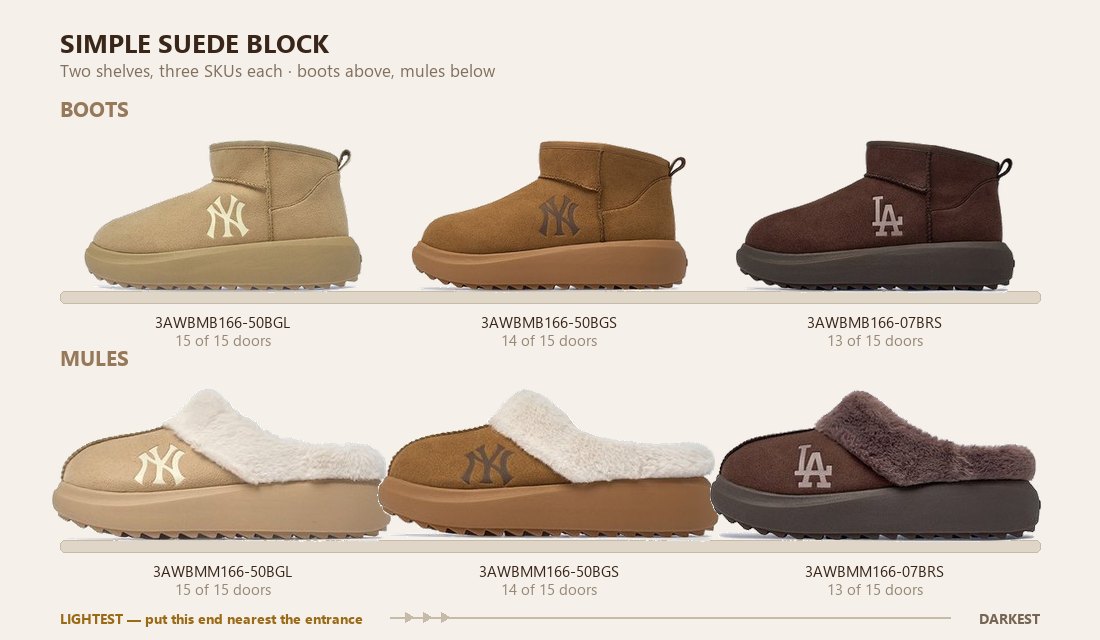 SIMPLE SUEDE BLOCK
Two shelves, three SKUs each · boots above, mules below
BOOTS
NY
NY
LA
3AWBMB166-50BGL
3AWBMB166-50BGS
3AWBMB166-07BRS
15 of 15 doors
14 of 15 doors
13 of 15 doors
MULES
NY
NY
LA
3AWBMM166-50BGL
3AWBMM166-50BGS
3AWBMM166-07BRS
15 of 15 doors
14 of 15 doors
13 of 15 doors
LIGHTEST — put this end nearest the entrance
DARKEST